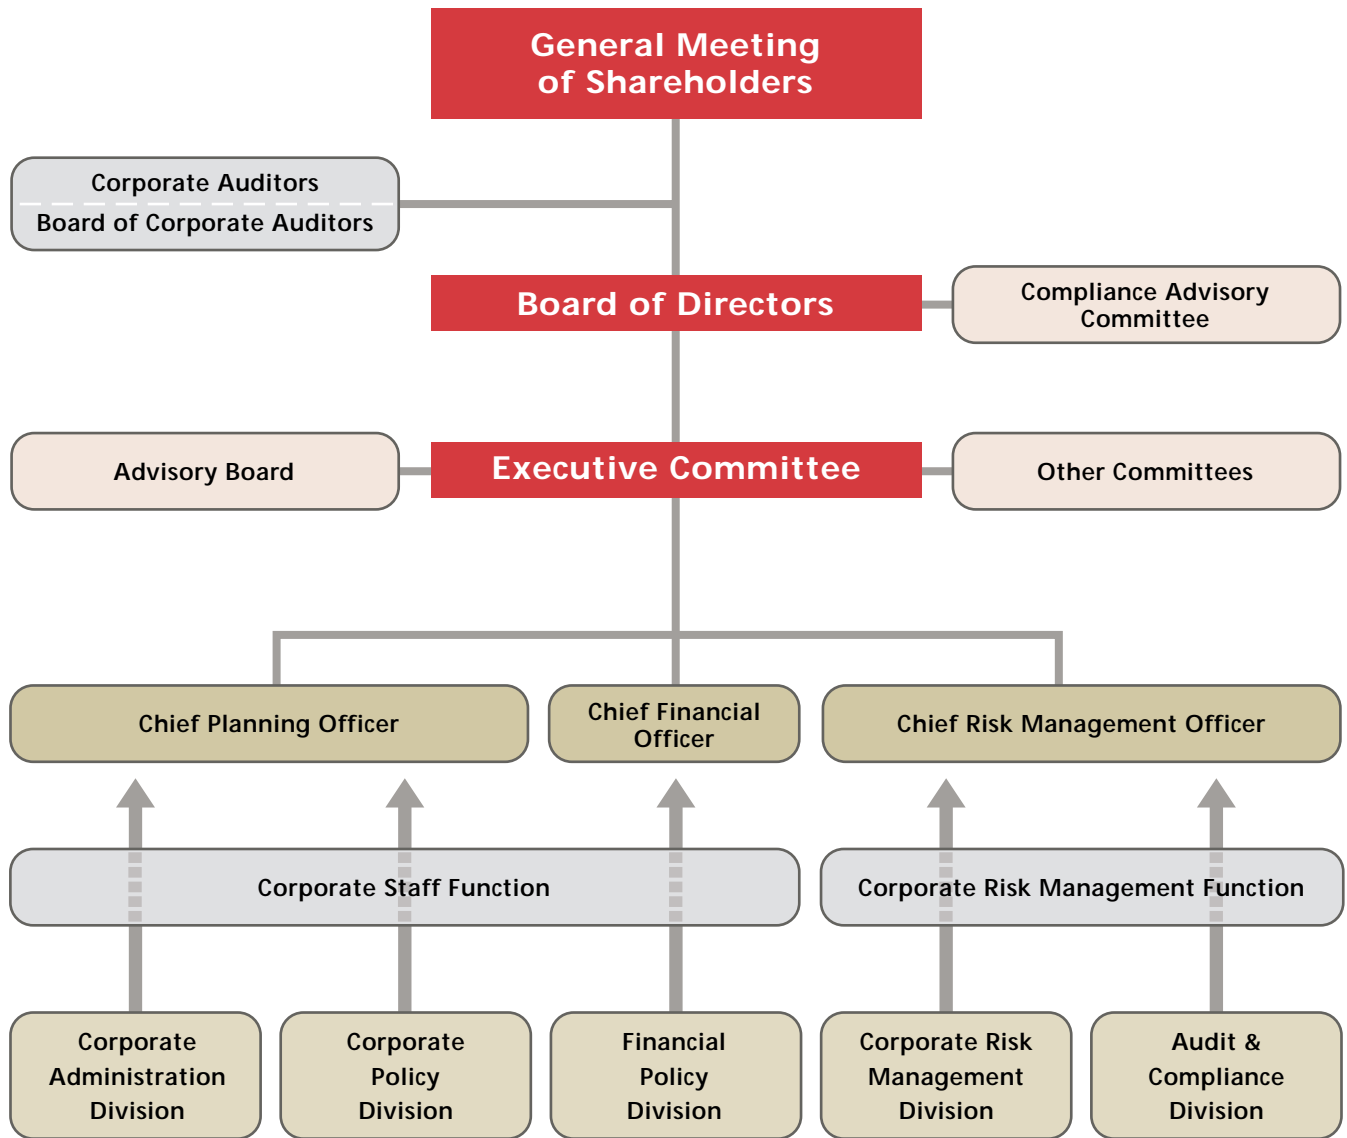 General Meeting
of Shareholders
Corporate Auditors
Board of Corporate Auditors
Board of Directors
Compliance Advisory
Committee
Advisory Board
Executive Committee
Other Committees
Chief Planning Officer
Chief Financial
Officer
Chief Risk Management Officer
Corporate Staff Function
Corporate Risk Management Function
Corporate
Administration
Division
Corporate
Policy
Division
Financial
Policy
Division
Corporate Risk
Management
Division
Audit &
Compliance
Division